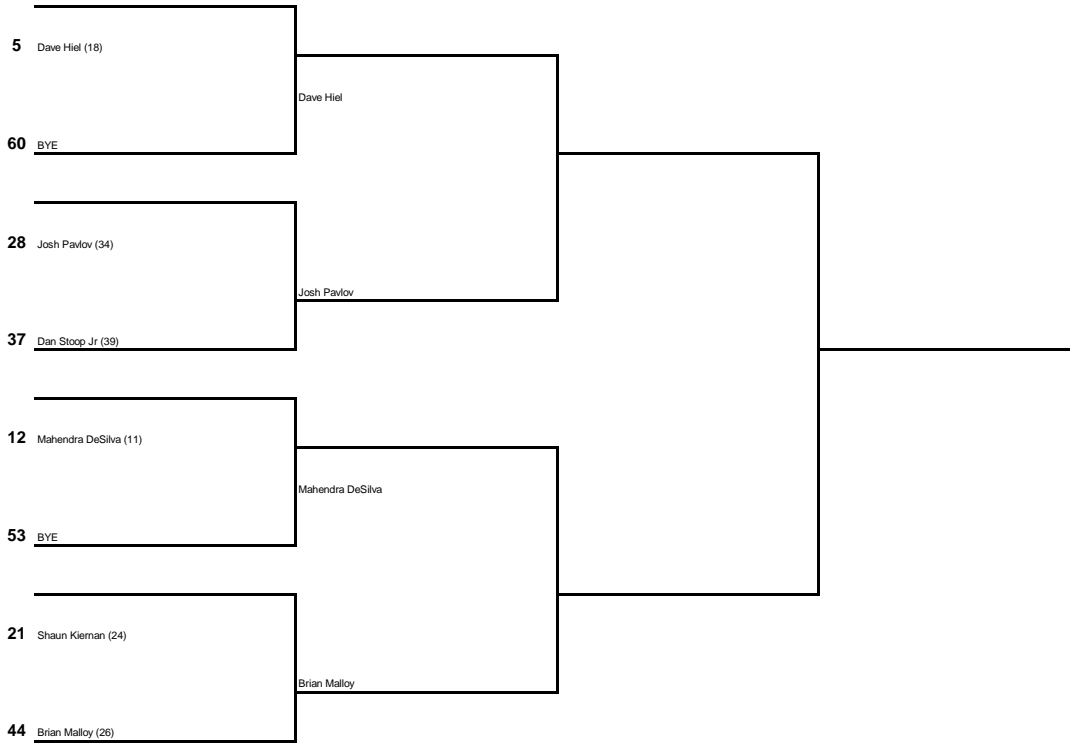 5 Dave Hiel (18)
Dave Hiel
60 BYE
28 Josh Pavlov (34)
Josh Pavlov
37 Dan Stoop Jr (39)
12 Mahendra DeSilva (11)
Mahendra DeSilva
53 BYE
21 Shaun Kiernan (24)
Brian Malloy
44 Brian Malloy (26)